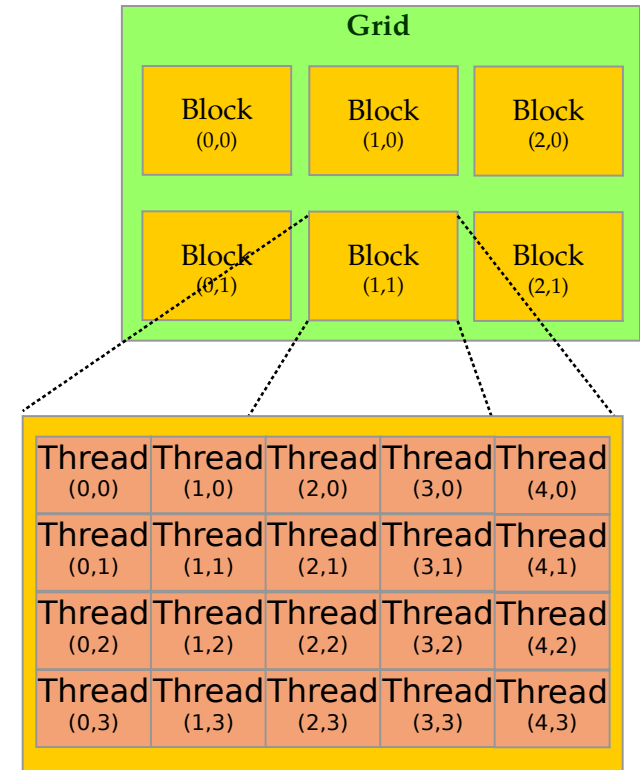 Grid
Block Block Block
(0,0) (1,0) (2,0)
Block Block Block
(0,1) (1,1) (2,1)
Thread Thread Thread Thread Thread
(0,0) (1,0) (2,0) (3,0) (4,0)
Thread Thread Thread Thread Thread
(0,1) (1,1) (2,1) (3,1) (4,1)
Thread Thread Thread Thread Thread
(0,2) (1,2) (2,2) (3,2) (4,2)
Thread Thread Thread Thread Thread
(0,3) (1,3) (2,3) (3,3) (4,3)